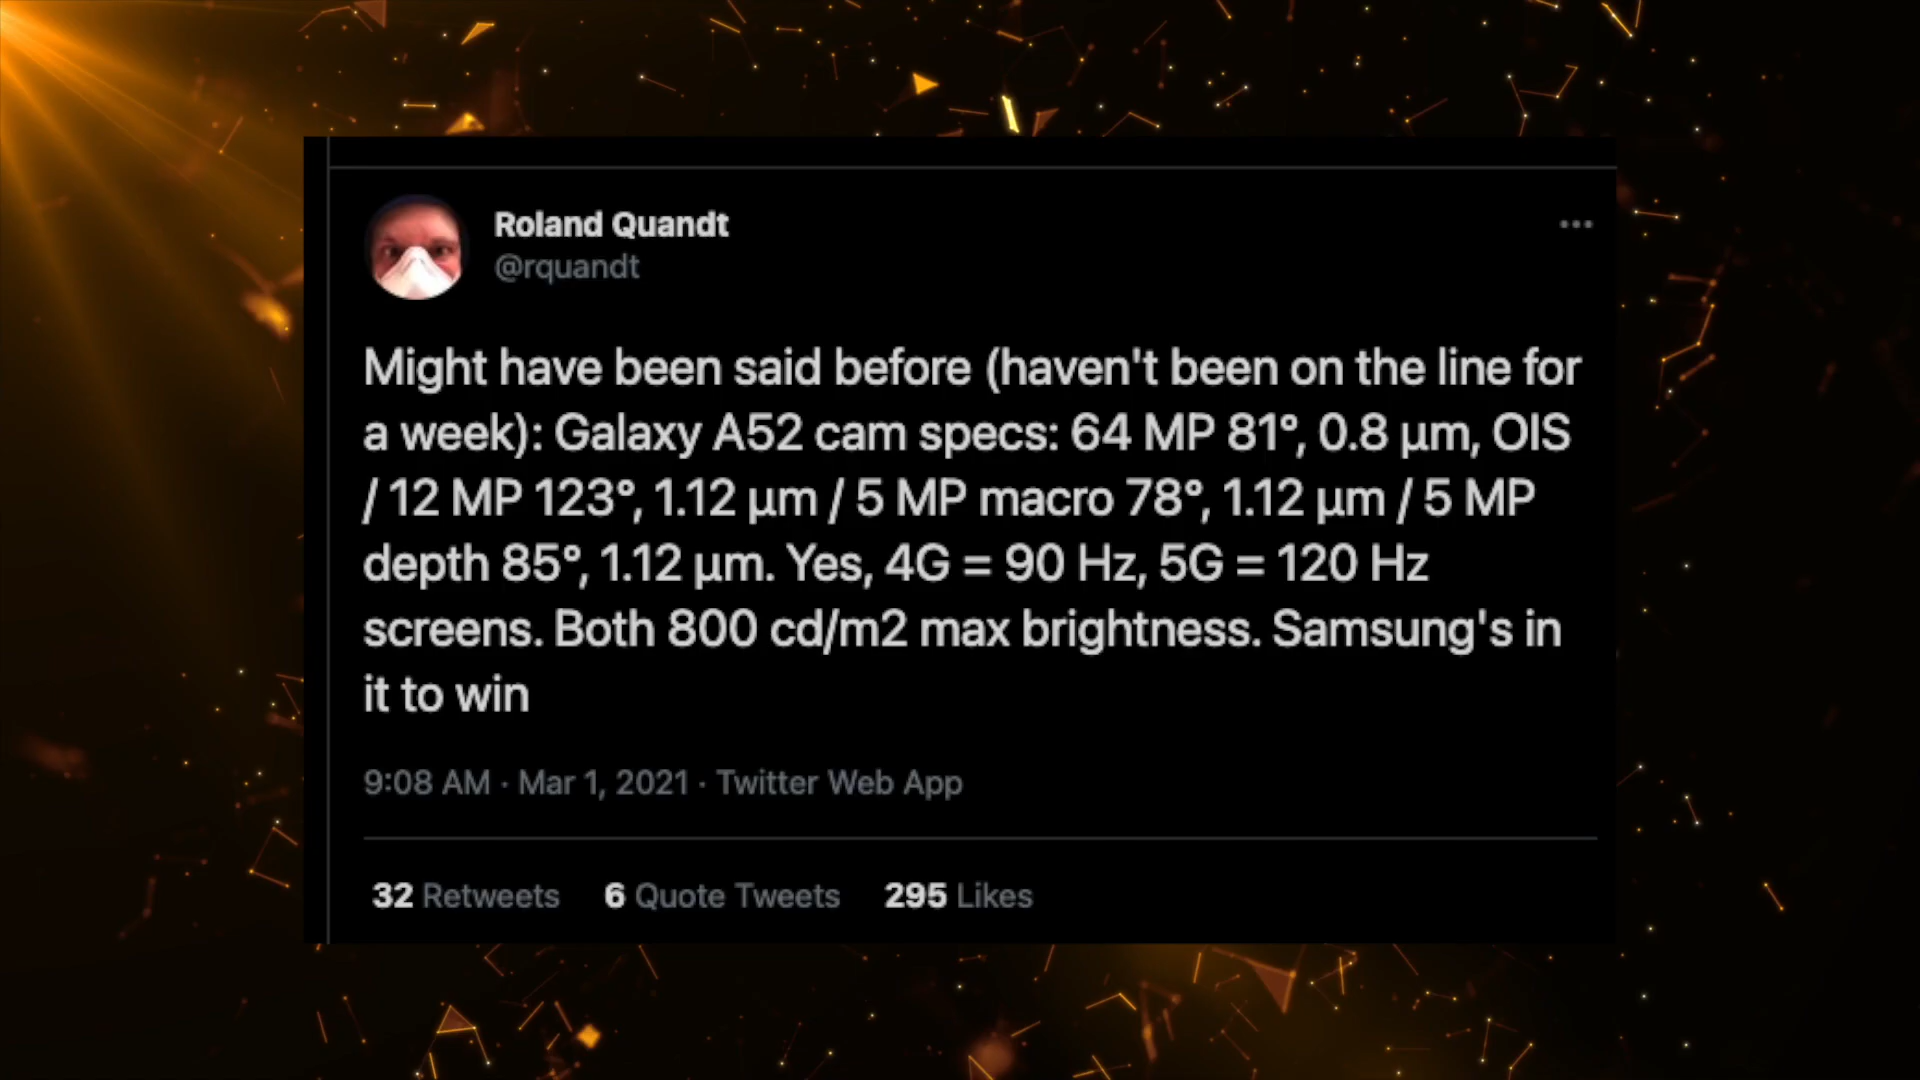 Roland Quandt
@rquandt
Might have been said before (haven't been on the line for
a week): Galaxy A52 cam specs: 64 MP 81°, 0.8 µm, OIS
/ 12 MP 123°, 1.12 µm / 5 MP macro 78°, 1.12 µm / 5 MP
depth 85°, 1.12 µm. Yes, 4G = 90 Hz, 5G = 120 Hz
screens. Both 800 cd/m2 max brightness. Samsung's in
it to win
9:08 AM · Mar 1, 2021 · Twitter Web App
32 Retweets 6 Quote Tweets 295 Likes